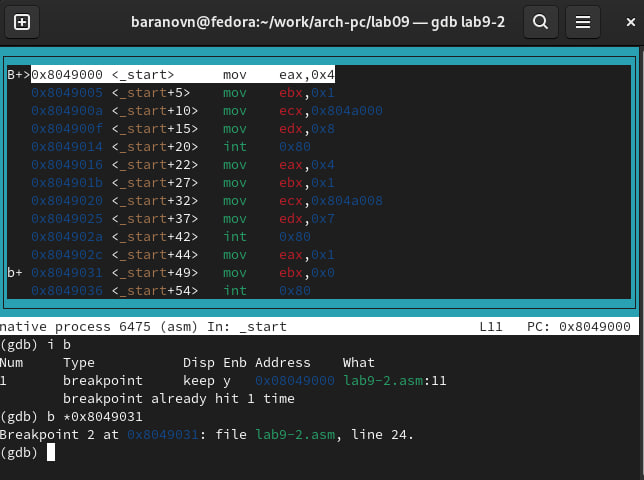 baranovn@fedora:~/work/arch-pc/lab09 — gdb lab9-2
B+>0x8049000 <_start>      mov    eax,0x4
   0x8049005 <_start+5>    mov    ebx,0x1
   0x804900a <_start+10>   mov    ecx,0x804a000
   0x804900f <_start+15>   mov    edx,0x8
   0x8049014 <_start+20>   int    0x80
   0x8049016 <_start+22>   mov    eax,0x4
   0x804901b <_start+27>   mov    ebx,0x1
   0x8049020 <_start+32>   mov    ecx,0x804a008
   0x8049025 <_start+37>   mov    edx,0x7
   0x804902a <_start+42>   int    0x80
   0x804902c <_start+44>   mov    eax,0x1
b+ 0x8049031 <_start+49>   mov    ebx,0x0
   0x8049036 <_start+54>   int    0x80
native process 6475 (asm) In: _start                        L11   PC: 0x8049000
(gdb) i b
Num     Type           Disp Enb Address    What
1       breakpoint     keep y   0x08049000 lab9-2.asm:11
        breakpoint already hit 1 time
(gdb) b *0x8049031
Breakpoint 2 at 0x8049031: file lab9-2.asm, line 24.
(gdb)